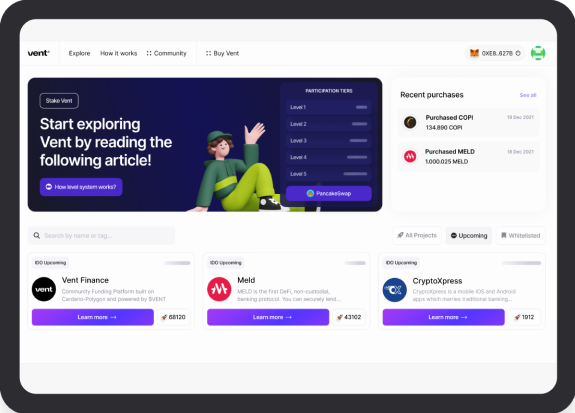 vent
Explore
How it works
Community
Buy Vent
0XE8..627B
Stake Vent
Start exploring
Vent by reading the
following article!
How level system works?
PARTICIPATION TIERS
Level 1
Level 2
Level 3
Level 4
Level 5
PancakeSwap
Recent purchases
See all
Purchased COPI
19 Dec 2021
134,890 COPI
Purchased MELD
18 Dec 2021
1,000.025 MELD
Search by name or tag...
All Projects
Upcoming
Whitelisted
IDO Upcoming
vent
Vent Finance
Community Funding Platform built on
Cardano-Polygon and powered by $VENT
Learn more →
68120
IDO Upcoming
Meld
MELD is the first DeFi, non-custodial,
banking protocol. You can securely lend...
Learn more →
43102
IDO Upcoming
CX
CryptoXpress
CryptoXpress is a mobile iOS and Android
apps which marries traditional banking...
Learn more →
1912